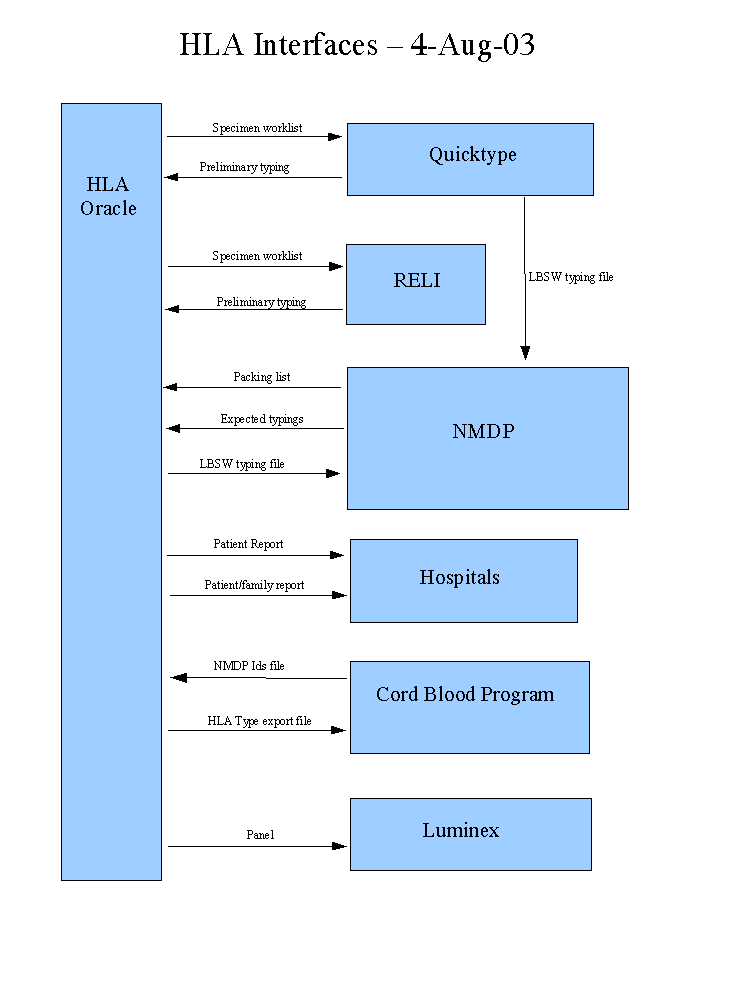 HLA Interfaces – 4-Aug-03
HLA
Oracle
Specimen worklist
Preliminary typing
Quicktype
LBSW typing file
Specimen worklist
Preliminary typing
RELI
Packing list
Expected typings
LBSW typing file
NMDP
Patient Report
Patient/family report
Hospitals
NMDP Ids file
HLA Type export file
Cord Blood Program
Panel
Luminex